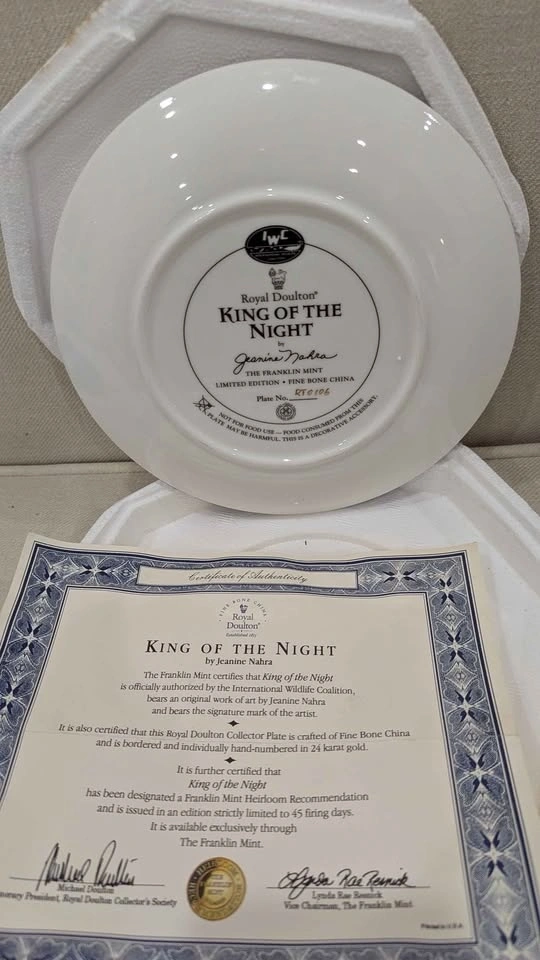 IWC
Royal Doulton®
KING OF THE
NIGHT
by
Jeanine Nahra
THE FRANKLIN MINT
LIMITED EDITION • FINE BONE CHINA
Plate No. RF0106
NOT FOR FOOD USE — FOOD CONSUMED FROM THIS
PLATE MAY BE HARMFUL. THIS IS A DECORATIVE ACCESSORY.
Certificate of Authenticity
FINE BONE CHINA
Royal
Doulton®
Established 1815
KING OF THE NIGHT
by Jeanine Nahra
The Franklin Mint certifies that King of the Night
is officially authorized by the International Wildlife Coalition,
bears an original work of art by Jeanine Nahra
and bears the signature mark of the artist.
It is also certified that this Royal Doulton Collector Plate is crafted of Fine Bone China
and is bordered and individually hand-numbered in 24 karat gold.
It is further certified that
King of the Night
has been designated a Franklin Mint Heirloom Recommendation
and is issued in an edition strictly limited to 45 firing days.
It is available exclusively through
The Franklin Mint.
Michael Doulton
Michael Doulton
norary President, Royal Doulton Collector's Society
Lynda Rae Resnick
Lynda Rae Resnick
Vice Chairman, The Franklin Mint
Printed in U.S.A.